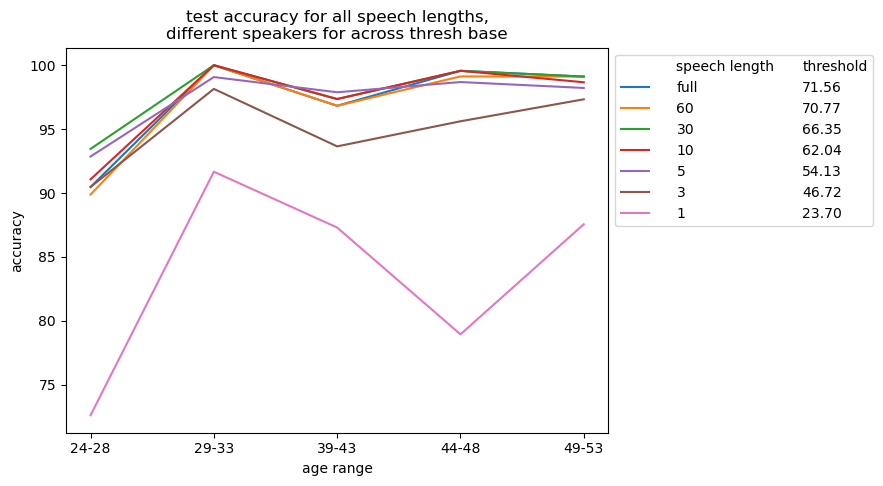 test accuracy for all speech lengths,
different speakers for across thresh base
accuracy
100
95
90
85
80
75
24-28 29-33 39-43 44-48 49-53
age range
speech length threshold
full 71.56
60 70.77
30 66.35
10 62.04
5 54.13
3 46.72
1 23.70